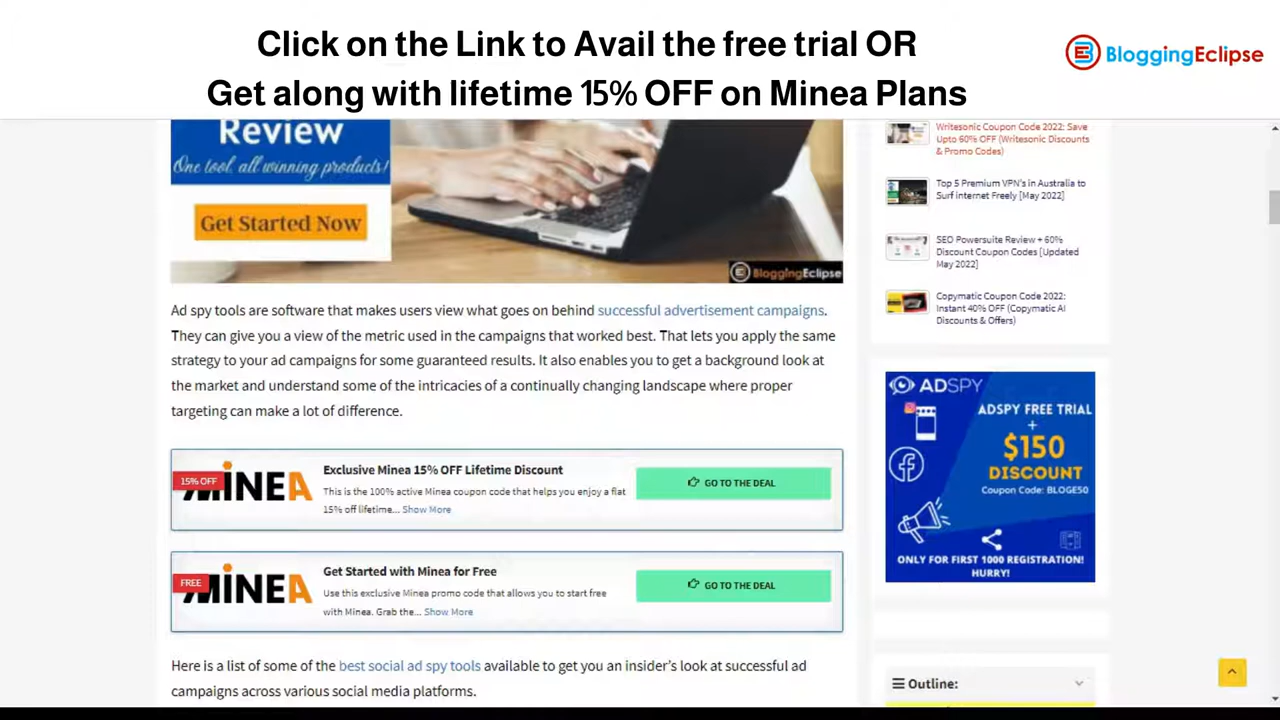 Click on the Link to Avail the free trial OR
Get along with lifetime 15% OFF on Minea Plans
BloggingEclipse
Review
One tool, all winning products!
Get Started Now
BloggingEclipse
Ad spy tools are software that makes users view what goes on behind successful advertisement campaigns.
They can give you a view of the metric used in the campaigns that worked best. That lets you apply the same
strategy to your ad campaigns for some guaranteed results. It also enables you to get a background look at
the market and understand some of the intricacies of a continually changing landscape where proper
targeting can make a lot of difference.
15% OFF
MINEA
Exclusive Minea 15% OFF Lifetime Discount
This is the 100% active Minea coupon code that helps you enjoy a flat
15% off lifetime... Show More
GO TO THE DEAL
FREE
MINEA
Get Started with Minea for Free
Use this exclusive Minea promo code that allows you to start free
with Minea. Grab the... Show More
GO TO THE DEAL
Here is a list of some of the best social ad spy tools available to get you an insider's look at successful ad
campaigns across various social media platforms.
Writesonic Coupon Code 2022: Save
Upto 60% OFF (Writesonic Discounts
& Promo Codes)
Top 5 Premium VPN's in Australia to
Surf internet Freely [May 2022]
SEO Powersuite Review + 60%
Discount Coupon Codes [Updated
May 2022]
Copymatic Coupon Code 2022:
Instant 40% OFF (Copymatic AI
Discounts & Offers)
ADSPY
ADSPY FREE TRIAL
+
$150
DISCOUNT
Coupon Code: BLOGE50
ONLY FOR FIRST 1000 REGISTRATION!
HURRY!
Outline: